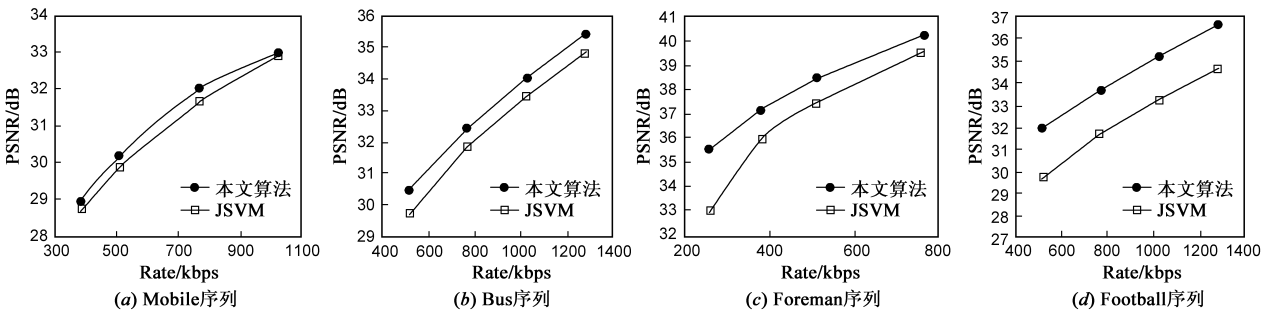 34
33
32
31
30
29
28
300
500
700
900
1100
PSNR/dB
Rate/kbps
本文算法
JSVM
(a) Mobile序列
36
35
34
33
32
31
30
29
400
600
800
1000
1200
1400
PSNR/dB
Rate/kbps
本文算法
JSVM
(b) Bus序列
41
40
39
38
37
36
35
34
33
32
200
400
600
800
PSNR/dB
Rate/kbps
本文算法
JSVM
(c) Foreman序列
37
36
35
34
33
32
31
30
29
28
27
400
600
800
1000
1200
1400
PSNR/dB
Rate/kbps
本文算法
JSVM
(d) Football序列